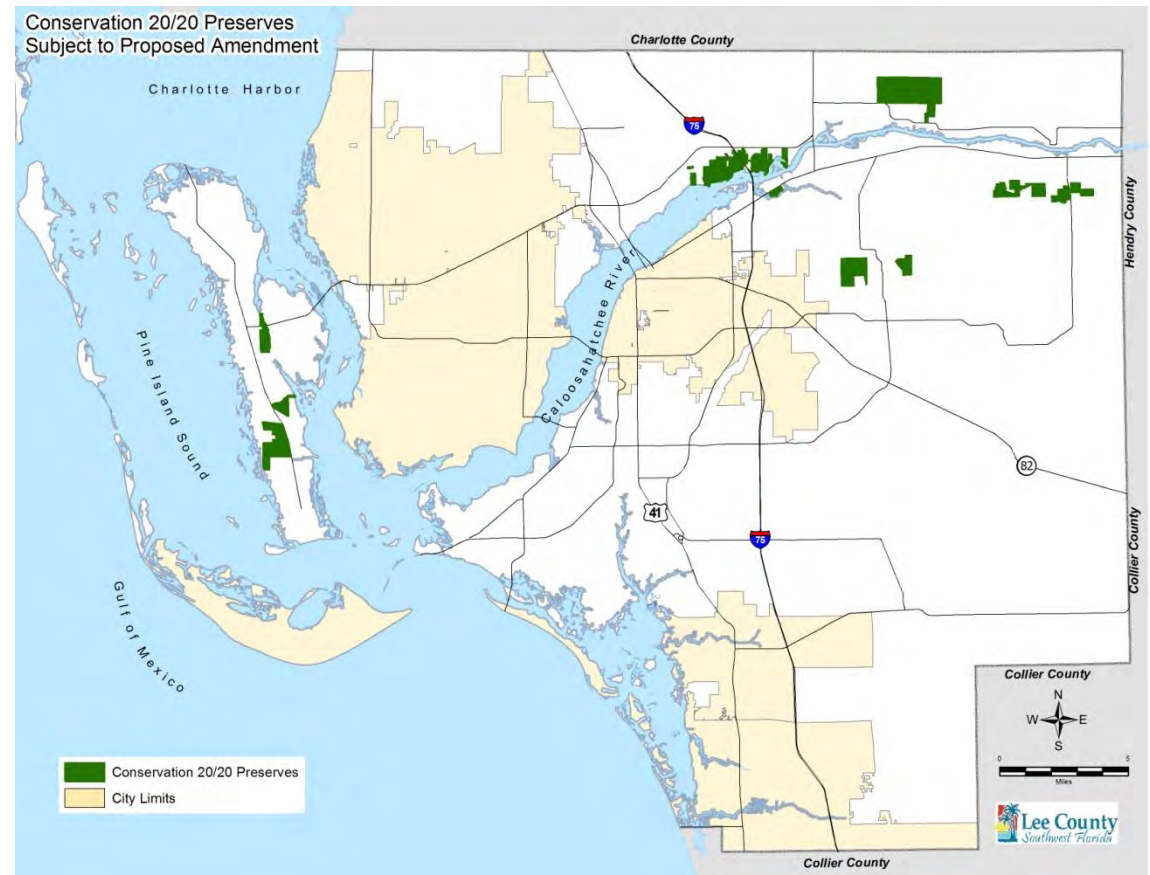 Conservation 20/20 Preserves
Subject to Proposed Amendment
Charlotte County
Charlotte Harbor
75
Hendry County
Caloosahatchee River
Pine Island Sound
82
41
75
Collier County
Gulf of Mexico
Collier County
N
W E
S
0 5
Miles
Conservation 20/20 Preserves
City Limits
Lee County
Southwest Florida
Collier County